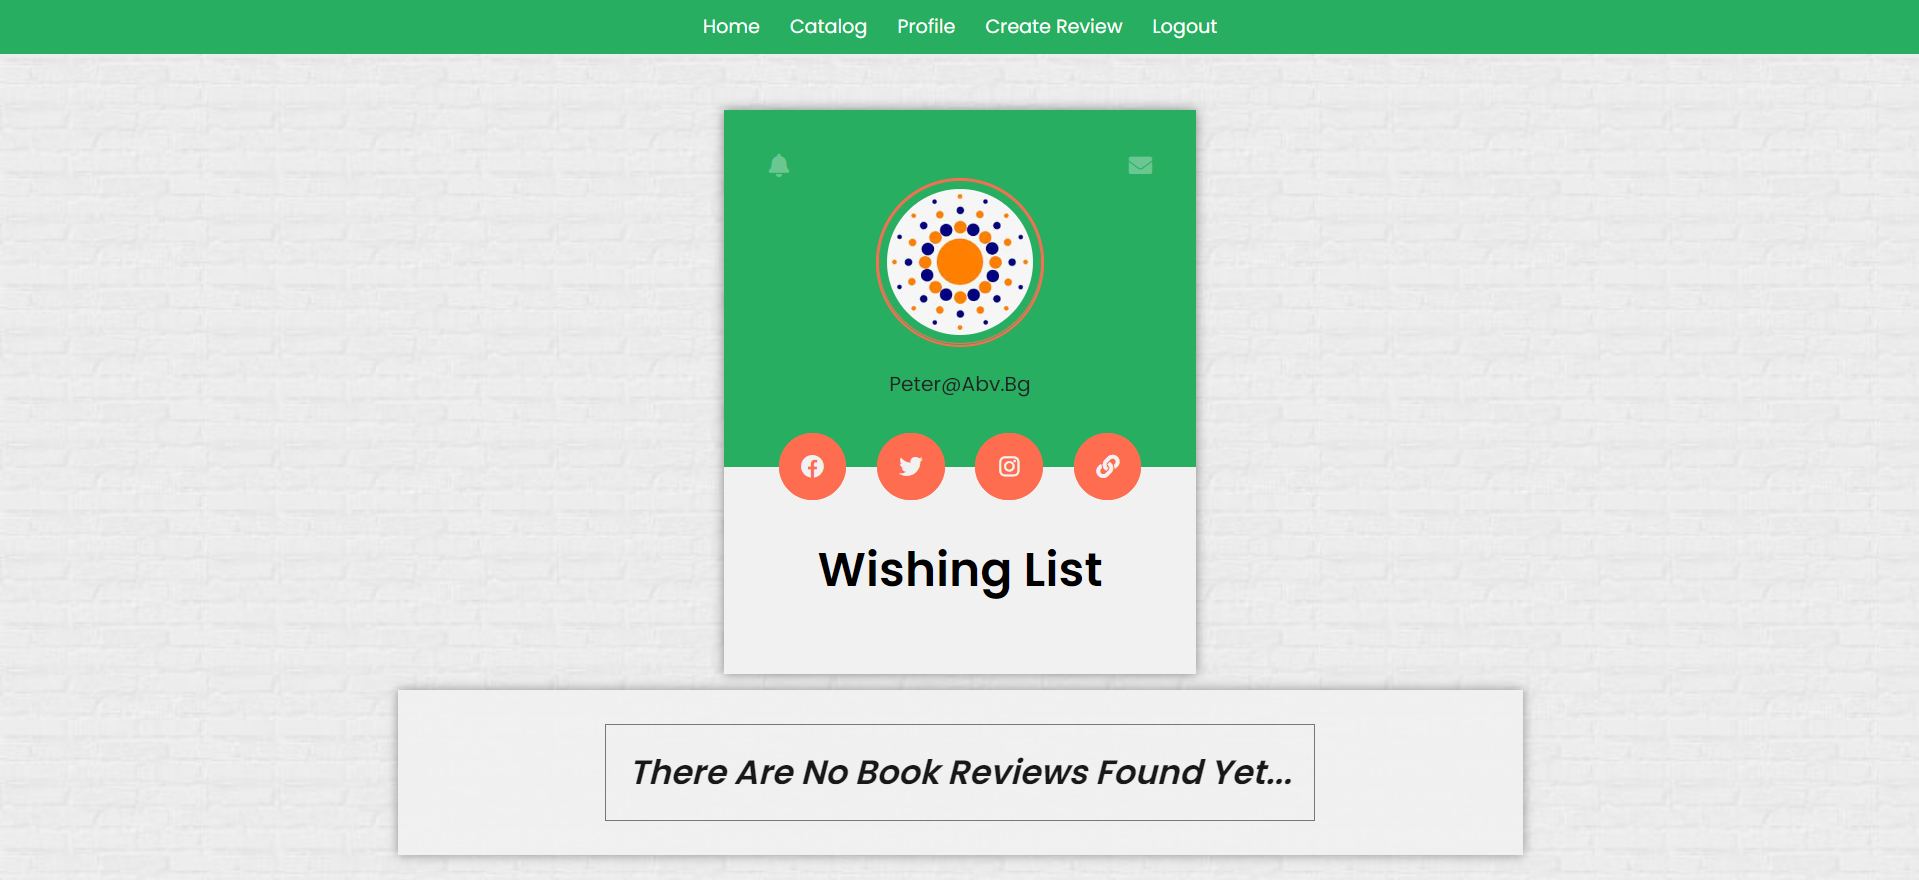 Home Catalog Profile Create Review Logout
Peter@Abv.Bg
Wishing List
There Are No Book Reviews Found Yet...